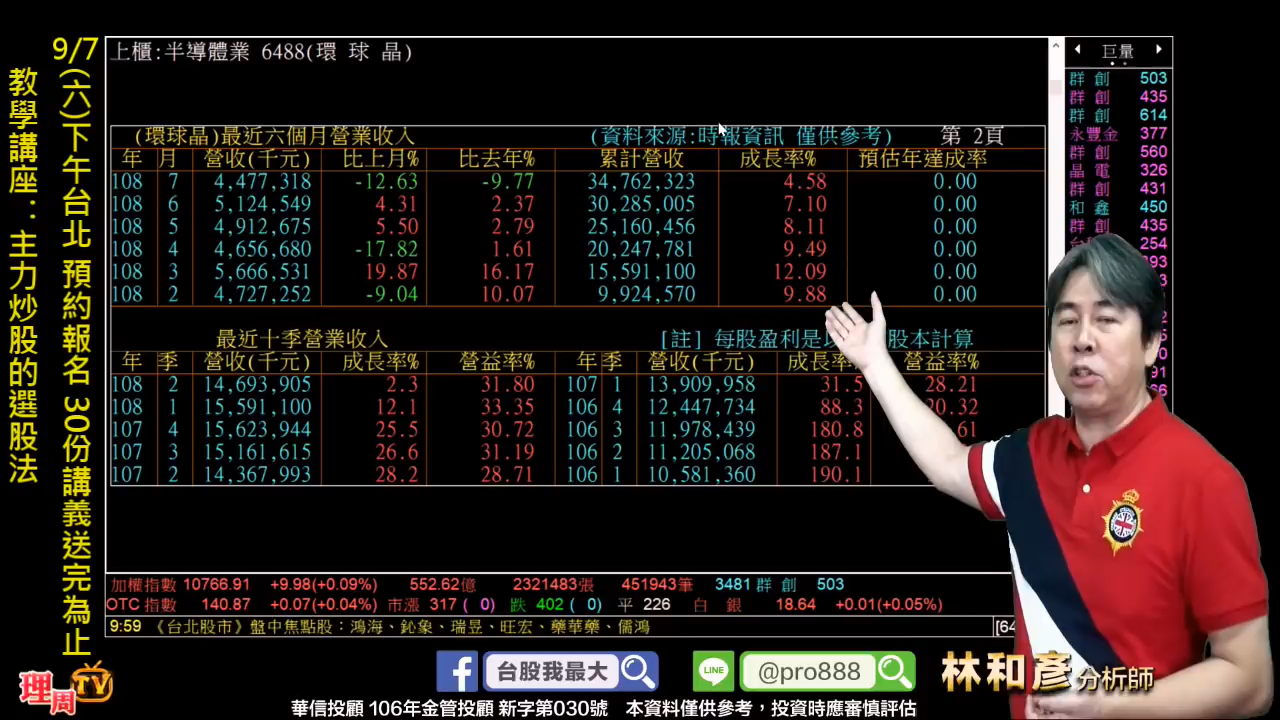 9/7(六)下午台北 預約報名 30份講義送完為止
教學講座：主力炒股的選股法
上櫃:半導體業 6488(環 球 晶)
(環球晶)最近六個月營業收入 (資料來源:時報資訊 僅供參考) 第 2頁
年 月 營收(千元) 比上月% 比去年% 累計營收 成長率% 預估年達成率
108 7 4,477,318 -12.63 -9.77 34,762,323 4.58 0.00
108 6 5,124,549 4.31 2.37 30,285,005 7.10 0.00
108 5 4,912,675 5.50 2.79 25,160,456 8.11 0.00
108 4 4,656,680 -17.82 1.61 20,247,781 9.49 0.00
108 3 5,666,531 19.87 16.17 15,591,100 12.09 0.00
108 2 4,727,252 -9.04 10.07 9,924,570 9.88 0.00
最近十季營業收入 [註] 每股盈利是 股本計算
年 季 營收(千元) 成長率% 營益率% 年 季 營收(千元) 成長 營益率%
108 2 14,693,905 2.3 31.80 107 1 13,909,958 31.5 28.21
108 1 15,591,100 12.1 33.35 106 4 12,447,734 88.3 20.32
107 4 15,623,944 25.5 30.72 106 3 11,978,439 180.8 61
107 3 15,161,615 26.6 31.19 106 2 11,205,068 187.1
107 2 14,367,993 28.2 28.71 106 1 10,581,360 190.1
巨量
群 創 503
群 創 435
群 創 614
永豐金 377
群 創 560
晶 電 326
群 創 431
和 鑫 450
群 創 435
254
加權指數 10766.91 +9.98(+0.09%) 552.62億 2321483張 451943筆 3481 群 創 503
OTC 指數 140.87 +0.07(+0.04%) 市漲 317 ( 0) 跌 402 ( 0) 平 226 白 銀 18.64 +0.01(+0.05%)
9:59 《台北股市》盤中焦點股：鴻海、鈊象、瑞昱、旺宏、藥華藥、儒鴻 [64
理周TV
台股我最大
LINE
@pro888
林和彥 分析師
華信投顧 106年金管投顧 新字第030號 本資料僅供參考，投資時應審慎評估